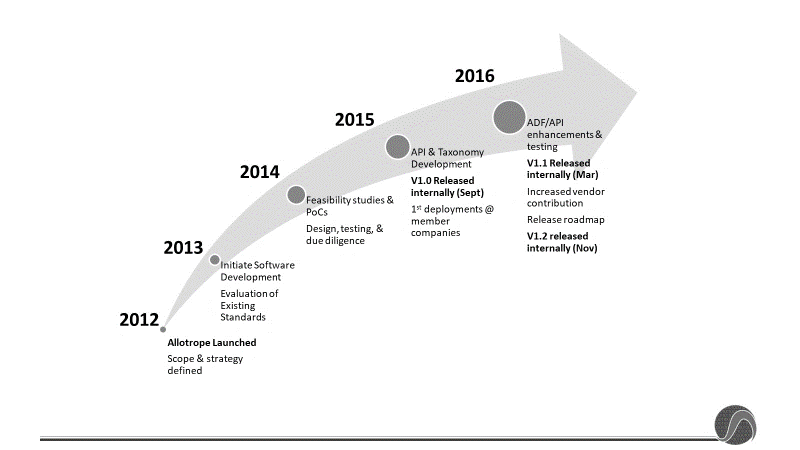 2016
ADF/API
enhancements &
testing
V1.1 Released
internally (Mar)
Increased vendor
contribution
Release roadmap
V1.2 released
internally (Nov)
2015
API & Taxonomy
Development
V1.0 Released
internally (Sept)
1st deployments @
member
companies
2014
Feasibility studies &
PoCs
Design, testing, &
due diligence
2013
Initiate Software
Development
Evaluation of
Existing
Standards
2012
Allotrope Launched
Scope & strategy
defined